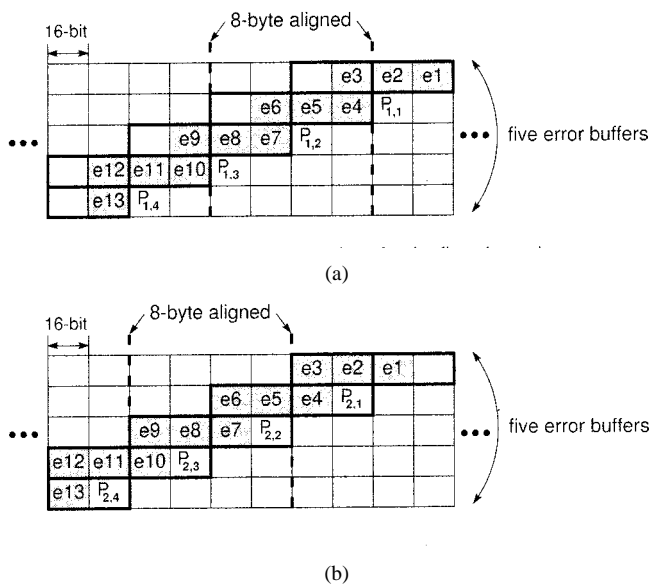 8-byte aligned
16-bit
e3 e2 e1
e6 e5 e4 P1,1
e9 e8 e7 P1,2
••• ••• five error buffers
e12 e11 e10 P1,3
e13 P1,4
(a)
8-byte aligned
16-bit
e3 e2 e1
e6 e5 e4 P2,1
e9 e8 e7 P2,2
••• ••• five error buffers
e12 e11 e10 P2,3
e13 P2,4
(b)